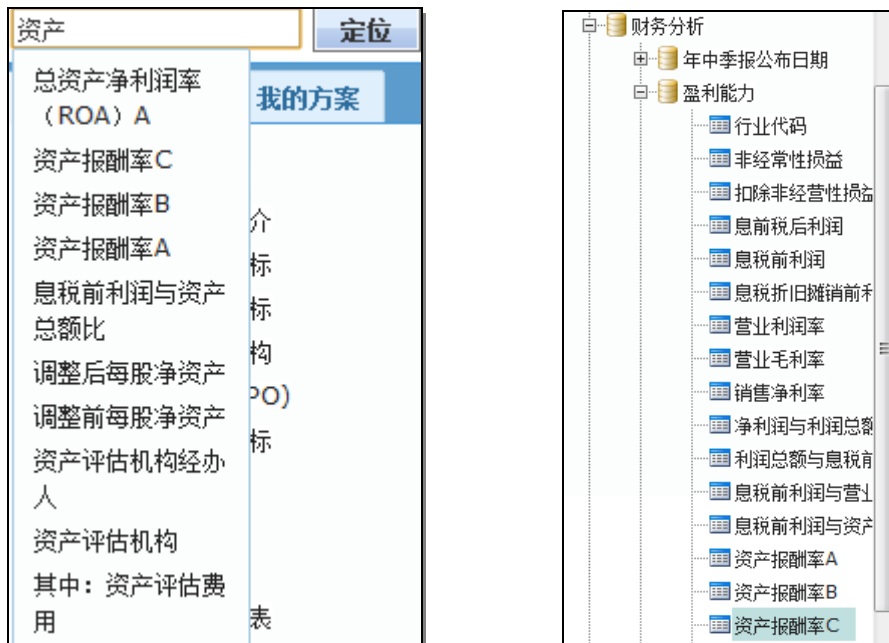 资产
定位
我的方案
总资产净利润率
（ROA）A
资产报酬率C
资产报酬率B
资产报酬率A
息税前利润与资产
总额比
调整后每股净资产
调整前每股净资产
资产评估机构经办
人
资产评估机构
其中：资产评估费
用
介
标
标
构
PO)
标
表
财务分析
年中季报公布日期
盈利能力
行业代码
非经常性损益
扣除非经营性损益
息前税后利润
息税前利润
息税折旧摊销前利
营业利润率
营业毛利率
销售净利率
净利润与利润总额
利润总额与息税前
息税前利润与营业
息税前利润与资产
资产报酬率A
资产报酬率B
资产报酬率C